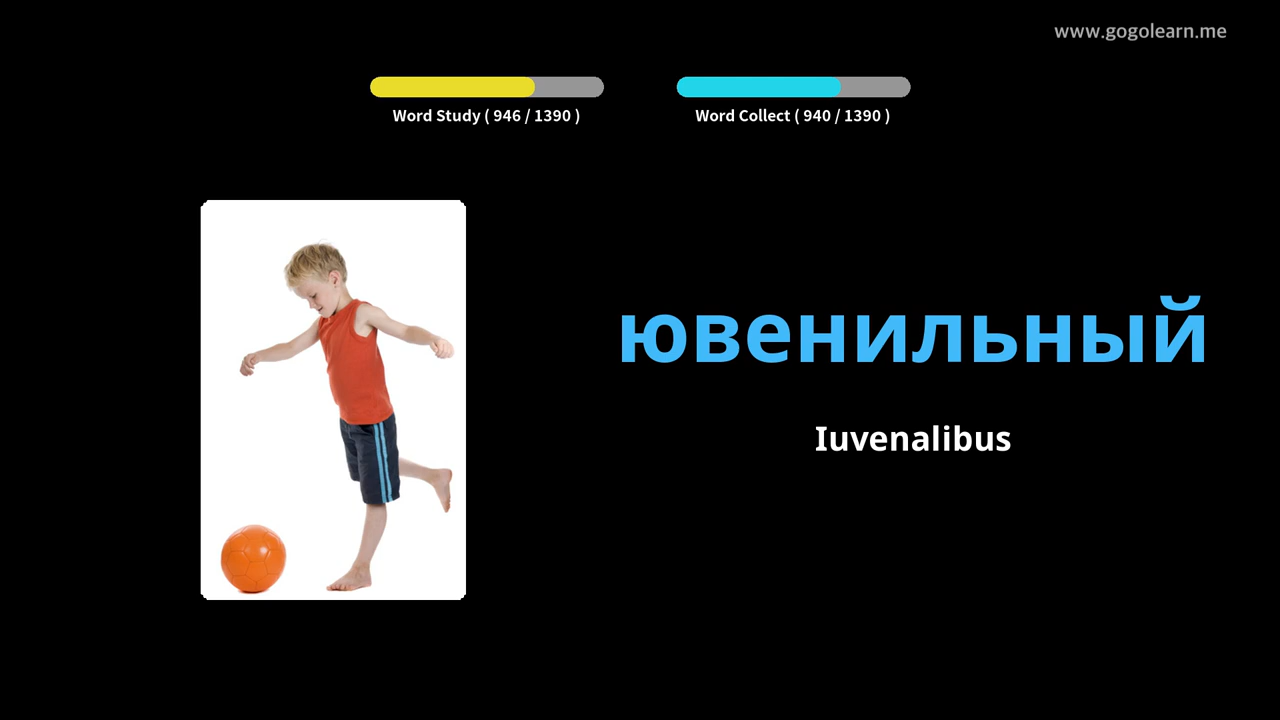 www.gogolearn.me
Word Study ( 946 / 1390 )
Word Collect ( 940 / 1390 )
ювенильный
Iuvenalibus